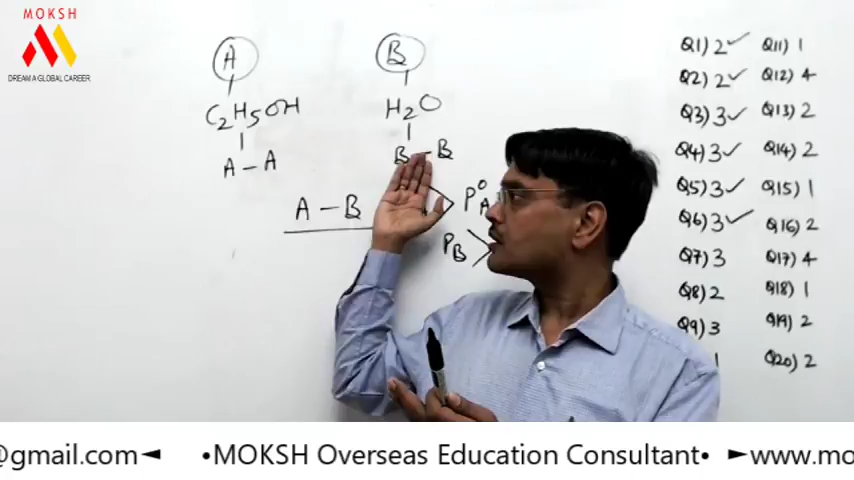 MOKSH
DREAM A GLOBAL CAREER
A
C₂H₅OH
A – A
B
H₂O
B – B
A – B
P°A
PB
Q1) 2 ✓
Q2) 2 ✓
Q3) 3 ✓
Q4) 3 ✓
Q5) 3 ✓
Q6) 3 ✓
Q7) 3
Q8) 2
Q9) 3
1
Q11) 1
Q12) 4
Q13) 2
Q14) 2
Q15) 1
Q16) 2
Q17) 4
Q18) 1
Q19) 2
Q20) 2
@gmail.com◄ •MOKSH Overseas Education Consultant• ►www.mo